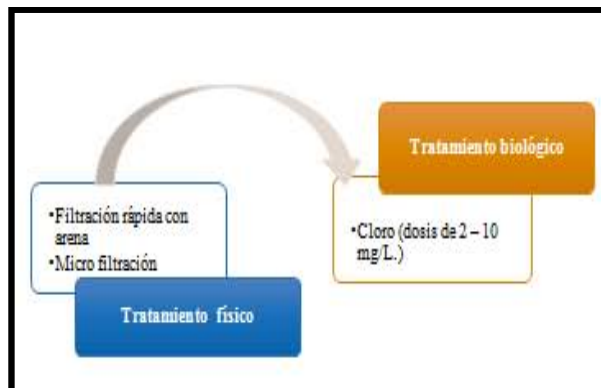 •Filtración rápida con
arena
•Micro filtración
Tratamiento físico
Tratamiento biológico
•Cloro (dosis de 2 – 10
mg/L.)